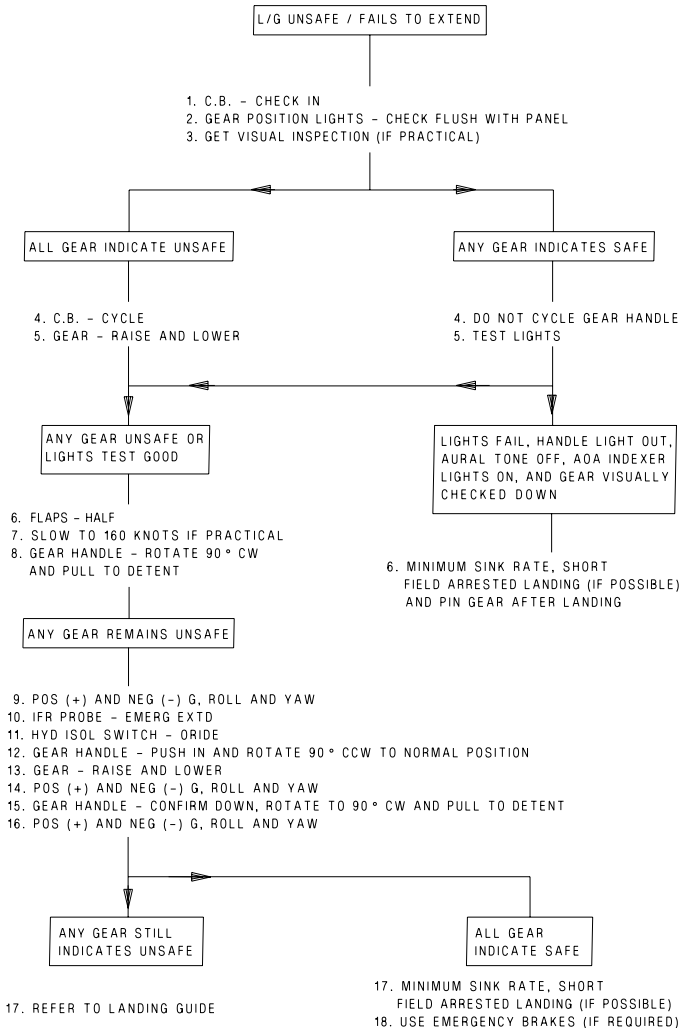 L/G UNSAFE / FAILS TO EXTEND
1. C.B. - CHECK IN
2. GEAR POSITION LIGHTS - CHECK FLUSH WITH PANEL
3. GET VISUAL INSPECTION (IF PRACTICAL)
ALL GEAR INDICATE UNSAFE
4. C.B. - CYCLE
5. GEAR - RAISE AND LOWER
ANY GEAR INDICATES SAFE
4. DO NOT CYCLE GEAR HANDLE
5. TEST LIGHTS
ANY GEAR UNSAFE OR
LIGHTS TEST GOOD
LIGHTS FAIL, HANDLE LIGHT OUT,
AURAL TONE OFF, AOA INDEXER
LIGHTS ON, AND GEAR VISUALLY
CHECKED DOWN
6. FLAPS - HALF
7. SLOW TO 160 KNOTS IF PRACTICAL
8. GEAR HANDLE - ROTATE 90° CW
AND PULL TO DETENT
6. MINIMUM SINK RATE, SHORT
FIELD ARRESTED LANDING (IF POSSIBLE)
AND PIN GEAR AFTER LANDING
ANY GEAR REMAINS UNSAFE
9. POS (+) AND NEG (-) G, ROLL AND YAW
10. IFR PROBE - EMERG EXTD
11. HYD ISOL SWITCH - ORIDE
12. GEAR HANDLE - PUSH IN AND ROTATE 90° CCW TO NORMAL POSITION
13. GEAR - RAISE AND LOWER
14. POS (+) AND NEG (-) G, ROLL AND YAW
15. GEAR HANDLE - CONFIRM DOWN, ROTATE TO 90° CW AND PULL TO DETENT
16. POS (+) AND NEG (-) G, ROLL AND YAW
ANY GEAR STILL
INDICATES UNSAFE
17. REFER TO LANDING GUIDE
ALL GEAR
INDICATE SAFE
17. MINIMUM SINK RATE, SHORT
FIELD ARRESTED LANDING (IF POSSIBLE)
18. USE EMERGENCY BRAKES (IF REQUIRED)